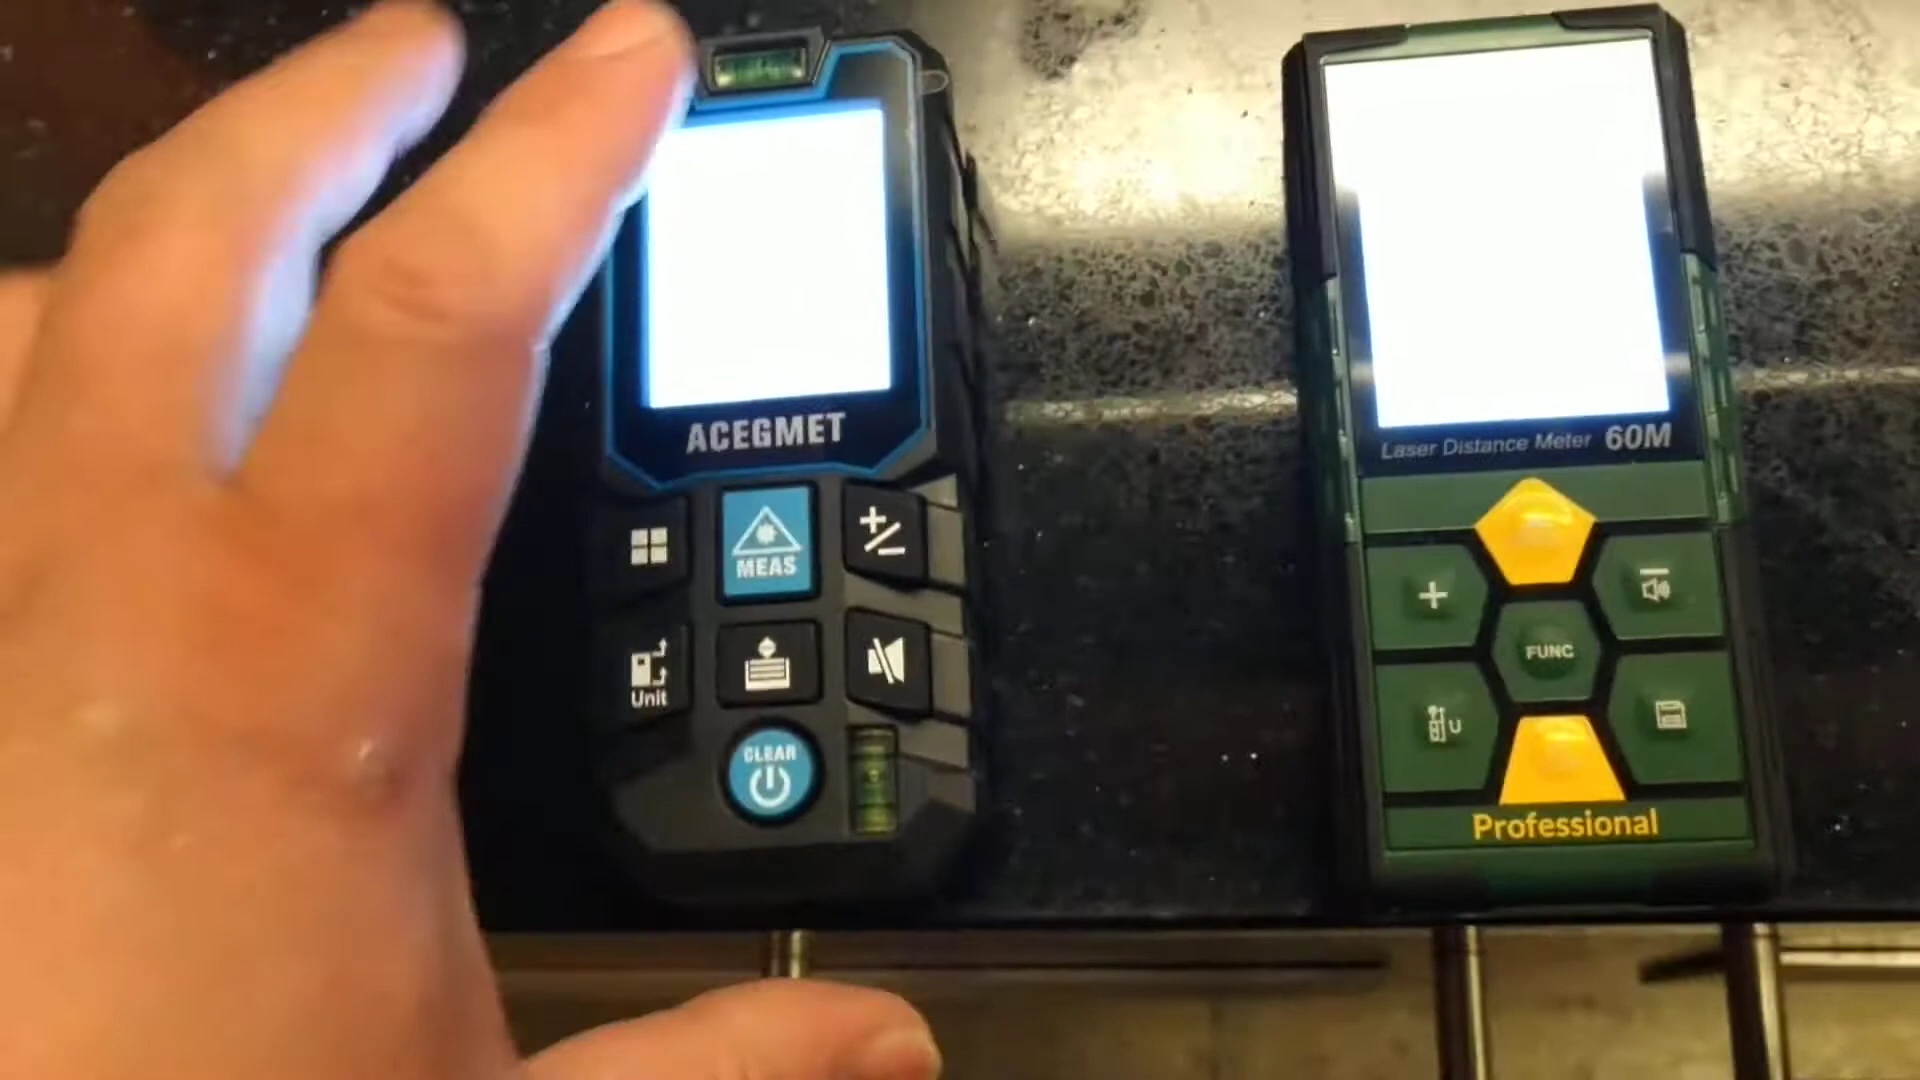 ACEGMET
MEAS
Unit
CLEAR
Laser Distance Meter 60M
FUNC
U
Professional